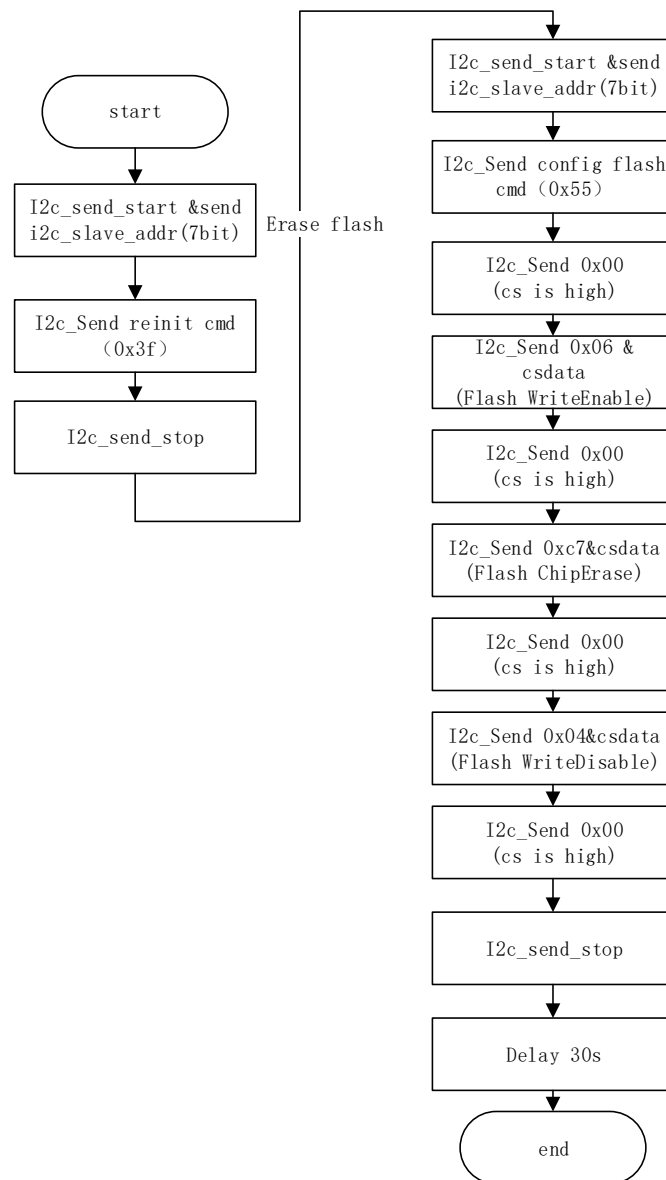 start
I2c_send_start &send
i2c_slave_addr(7bit)
I2c_Send reinit cmd
（0x3f）
I2c_send_stop
Erase flash
I2c_send_start &send
i2c_slave_addr(7bit)
I2c_Send config flash
cmd（0x55）
I2c_Send 0x00
(cs is high)
I2c_Send 0x06 &
csdata
(Flash WriteEnable)
I2c_Send 0x00
(cs is high)
I2c_Send 0xc7&csdata
(Flash ChipErase)
I2c_Send 0x00
(cs is high)
I2c_Send 0x04&csdata
(Flash WriteDisable)
I2c_Send 0x00
(cs is high)
I2c_send_stop
Delay 30s
end